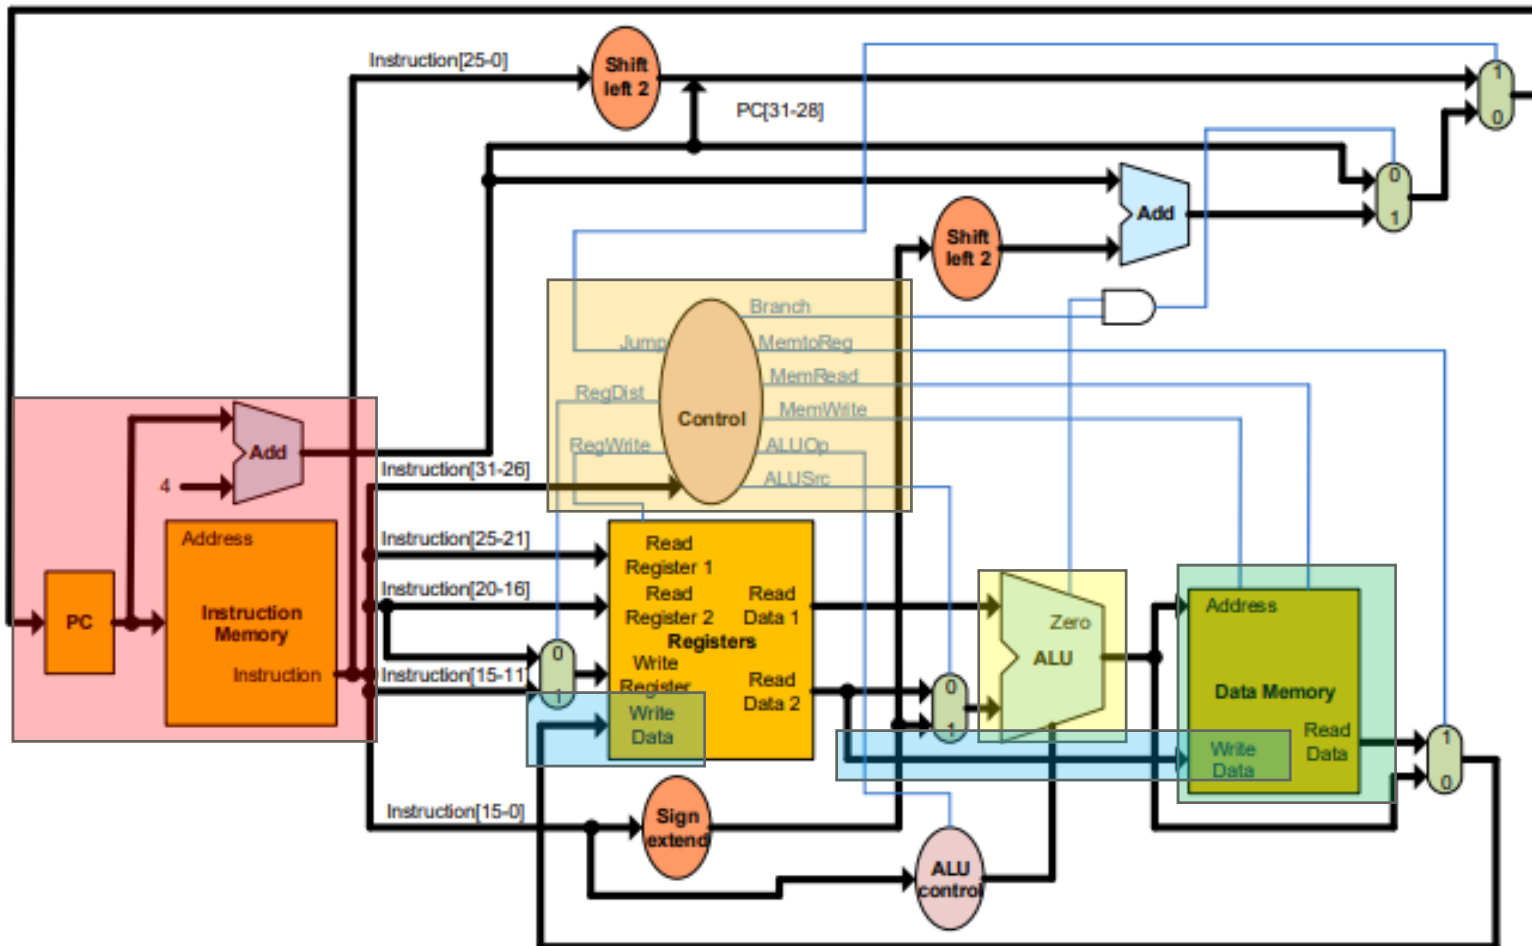 Instruction[25-0]
Shift
left 2
1
0
PC[31-28]
0
1
Add
Shift
left 2
Branch
Jump
MemtoReg
MemRead
RegDist
MemWrite
Control
RegWrite
ALUOp
ALUSrc
Add
4
Instruction[31-26]
Address
Instruction
Memory
Instruction
PC
Instruction[25-21]
Instruction[20-16]
Instruction[15-11]
0
1
Read
Register 1
Read
Register 2
Registers
Write
Register
Write
Data
Read
Data 1
Read
Data 2
0
1
Zero
ALU
Address
Data Memory
Write
Data
Read
Data
1
0
Instruction[15-0]
Sign
extend
ALU
control